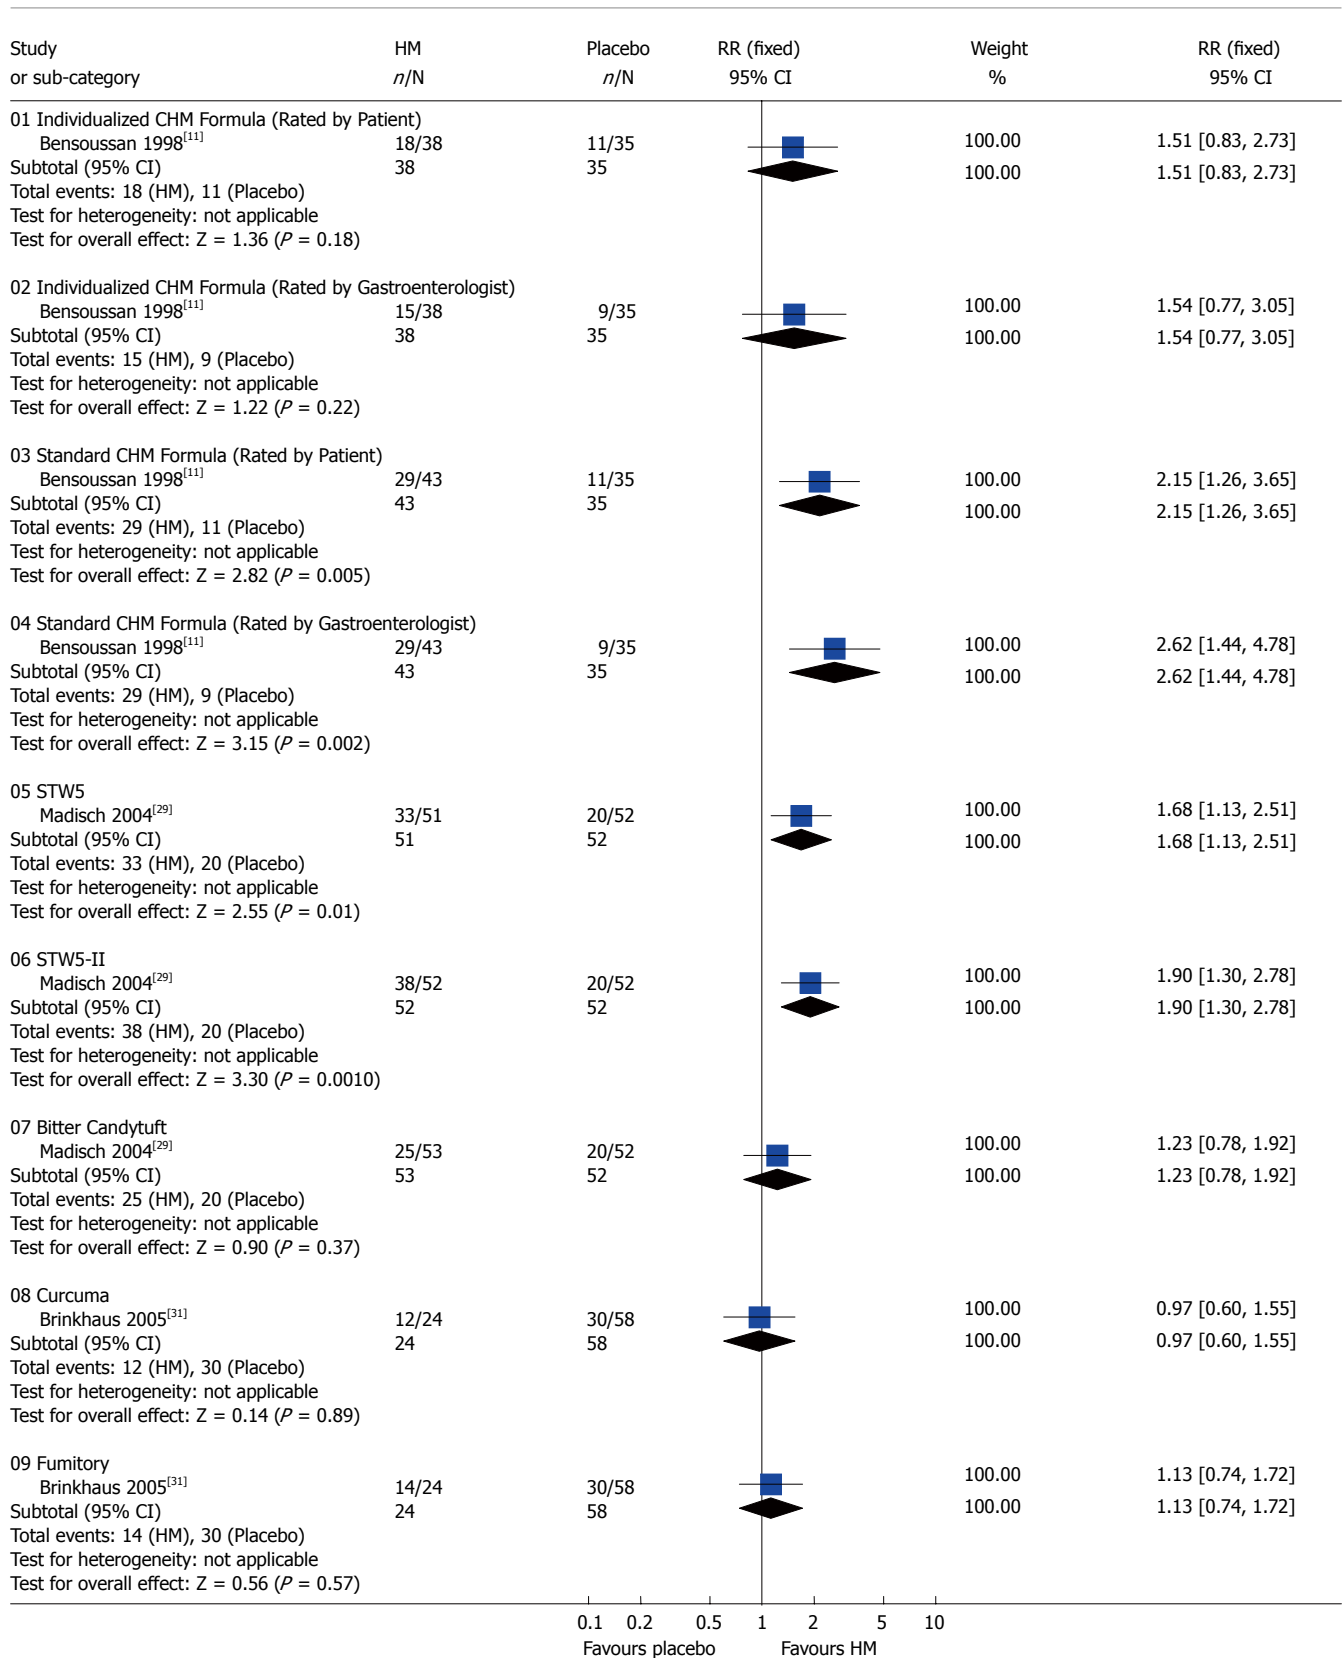 Study HM Placebo RR (fixed) Weight RR (fixed)
or sub-category n/N n/N 95% CI % 95% CI
01 Individualized CHM Formula (Rated by Patient)
Bensoussan 1998[11] 18/38 11/35 100.00 1.51 [0.83, 2.73]
Subtotal (95% CI) 38 35 100.00 1.51 [0.83, 2.73]
Total events: 18 (HM), 11 (Placebo)
Test for heterogeneity: not applicable
Test for overall effect: Z = 1.36 (P = 0.18)
02 Individualized CHM Formula (Rated by Gastroenterologist)
Bensoussan 1998[11] 15/38 9/35 100.00 1.54 [0.77, 3.05]
Subtotal (95% CI) 38 35 100.00 1.54 [0.77, 3.05]
Total events: 15 (HM), 9 (Placebo)
Test for heterogeneity: not applicable
Test for overall effect: Z = 1.22 (P = 0.22)
03 Standard CHM Formula (Rated by Patient)
Bensoussan 1998[11] 29/43 11/35 100.00 2.15 [1.26, 3.65]
Subtotal (95% CI) 43 35 100.00 2.15 [1.26, 3.65]
Total events: 29 (HM), 11 (Placebo)
Test for heterogeneity: not applicable
Test for overall effect: Z = 2.82 (P = 0.005)
04 Standard CHM Formula (Rated by Gastroenterologist)
Bensoussan 1998[11] 29/43 9/35 100.00 2.62 [1.44, 4.78]
Subtotal (95% CI) 43 35 100.00 2.62 [1.44, 4.78]
Total events: 29 (HM), 9 (Placebo)
Test for heterogeneity: not applicable
Test for overall effect: Z = 3.15 (P = 0.002)
05 STW5
Madisch 2004[29] 33/51 20/52 100.00 1.68 [1.13, 2.51]
Subtotal (95% CI) 51 52 100.00 1.68 [1.13, 2.51]
Total events: 33 (HM), 20 (Placebo)
Test for heterogeneity: not applicable
Test for overall effect: Z = 2.55 (P = 0.01)
06 STW5-II
Madisch 2004[29] 38/52 20/52 100.00 1.90 [1.30, 2.78]
Subtotal (95% CI) 52 52 100.00 1.90 [1.30, 2.78]
Total events: 38 (HM), 20 (Placebo)
Test for heterogeneity: not applicable
Test for overall effect: Z = 3.30 (P = 0.0010)
07 Bitter Candytuft
Madisch 2004[29] 25/53 20/52 100.00 1.23 [0.78, 1.92]
Subtotal (95% CI) 53 52 100.00 1.23 [0.78, 1.92]
Total events: 25 (HM), 20 (Placebo)
Test for heterogeneity: not applicable
Test for overall effect: Z = 0.90 (P = 0.37)
08 Curcuma
Brinkhaus 2005[31] 12/24 30/58 100.00 0.97 [0.60, 1.55]
Subtotal (95% CI) 24 58 100.00 0.97 [0.60, 1.55]
Total events: 12 (HM), 30 (Placebo)
Test for heterogeneity: not applicable
Test for overall effect: Z = 0.14 (P = 0.89)
09 Fumitory
Brinkhaus 2005[31] 14/24 30/58 100.00 1.13 [0.74, 1.72]
Subtotal (95% CI) 24 58 100.00 1.13 [0.74, 1.72]
Total events: 14 (HM), 30 (Placebo)
Test for heterogeneity: not applicable
Test for overall effect: Z = 0.56 (P = 0.57)
0.1 0.2 0.5 1 2 5 10
Favours placebo Favours HM